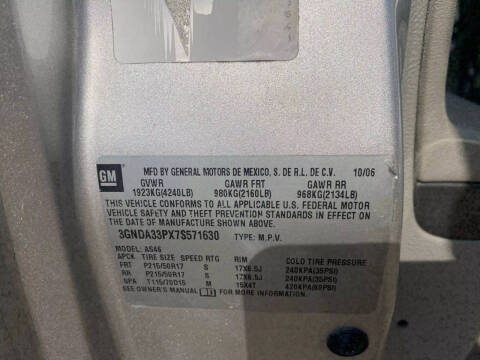 GM
MFD BY GENERAL MOTORS DE MEXICO, S. DE R.L. DE C.V. 10/06
GVWR GAWR FRT GAWR RR
1923KG(4240LB) 980KG(2160LB) 968KG(2134LB)
THIS VEHICLE CONFORMS TO ALL APPLICABLE U.S. FEDERAL MOTOR
VEHICLE SAFETY AND THEFT PREVENTION STANDARDS IN EFFECT ON
THE DATE OF MANUFACTURE SHOWN ABOVE.
3GNDA33PX7S571630 TYPE: M.P.V.
MODEL: AS46
APCK TIRE SIZE SPEED RTG RIM COLD TIRE PRESSURE
FRT P215/50R17 S 17X6.5J 240KPA(35PSI)
RR P215/50R17 S 17X6.5J 240KPA(35PSI)
SPA T115/70D15 M 15X4T 420KPA(60PSI)
SEE OWNER'S MANUAL